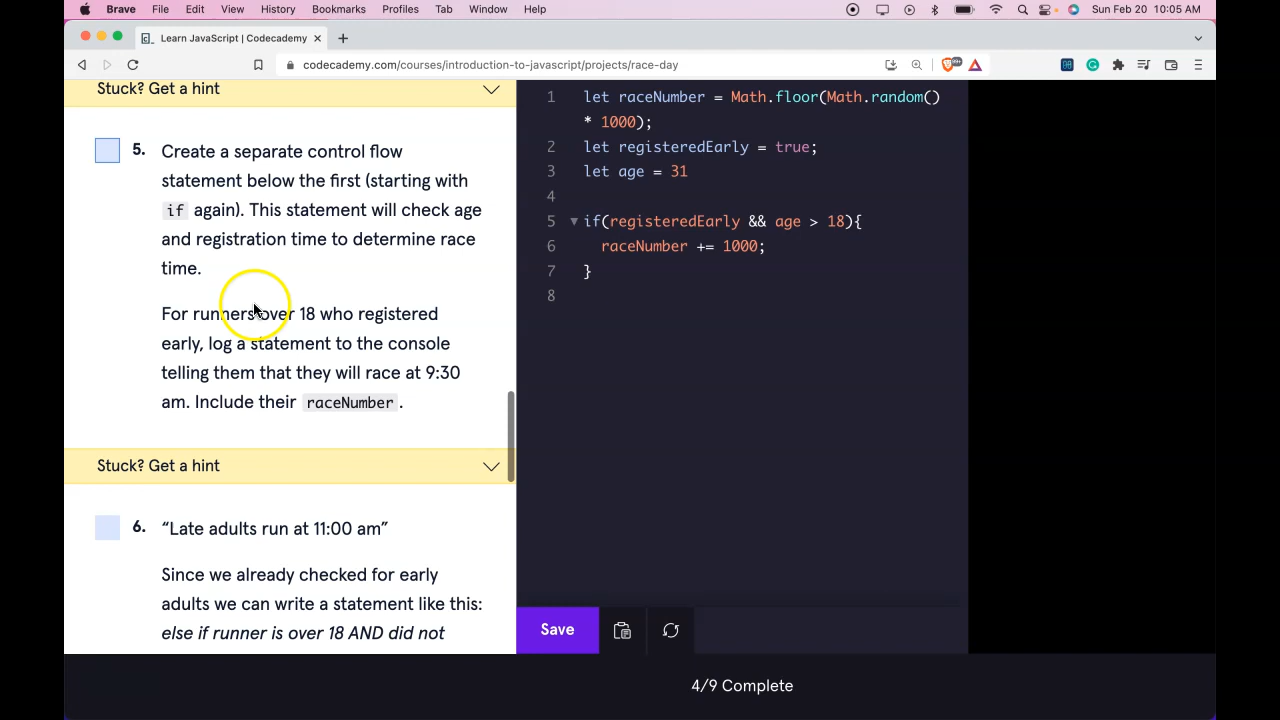 Brave File Edit View History Bookmarks Profiles Tab Window Help Sun Feb 20 10:05 AM
Learn JavaScript | Codecademy
codecademy.com/courses/introduction-to-javascript/projects/race-day
Stuck? Get a hint
5. Create a separate control flow
statement below the first (starting with
if again). This statement will check age
and registration time to determine race
time.
For runners over 18 who registered
early, log a statement to the console
telling them that they will race at 9:30
am. Include their raceNumber.
Stuck? Get a hint
6. “Late adults run at 11:00 am”
Since we already checked for early
adults we can write a statement like this:
else if runner is over 18 AND did not
1 let raceNumber = Math.floor(Math.random()
* 1000);
2 let registeredEarly = true;
3 let age = 31
4
5 if(registeredEarly && age > 18){
6 raceNumber += 1000;
7 }
8
Save
4/9 Complete